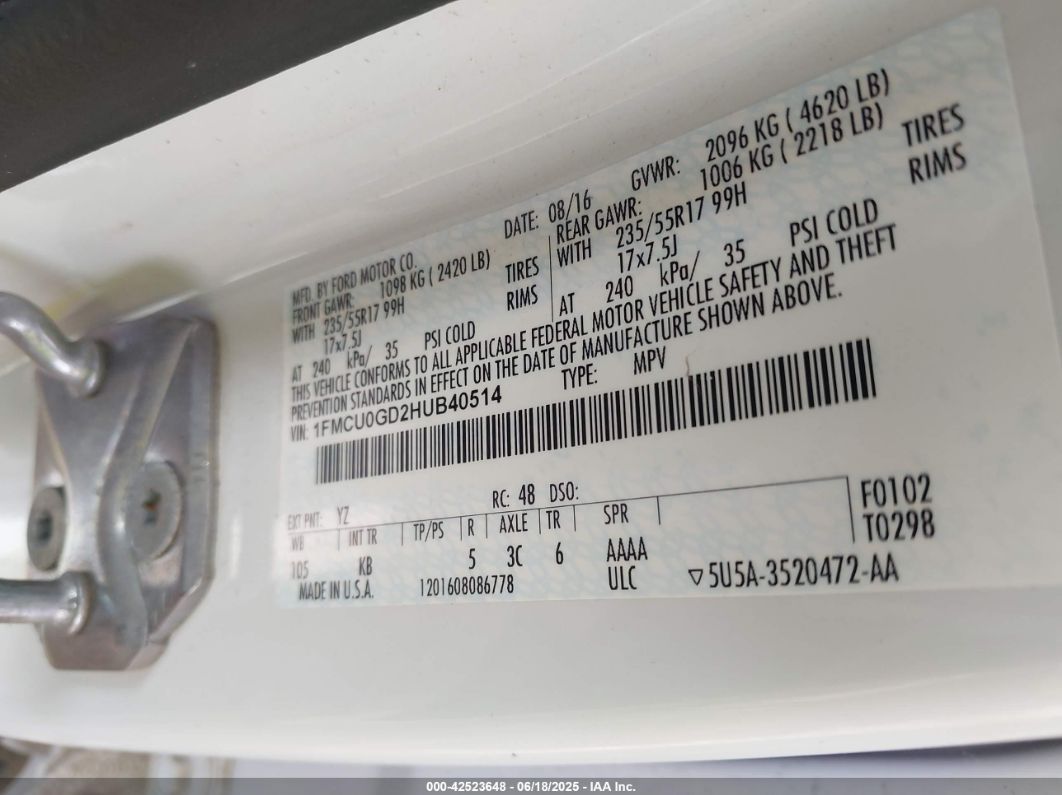 MFD. BY FORD MOTOR CO.
DATE: 08/16
GVWR: 2096 KG ( 4620 LB)
FRONT GAWR: 1098 KG ( 2420 LB)
REAR GAWR: 1006 KG ( 2218 LB)
WITH 235/55R17 99H TIRES
WITH 235/55R17 99H TIRES
17x7.5J RIMS
17x7.5J RIMS
AT 240 kPa/ 35 PSI COLD
AT 240 kPa/ 35 PSI COLD
THIS VEHICLE CONFORMS TO ALL APPLICABLE FEDERAL MOTOR VEHICLE SAFETY AND THEFT
PREVENTION STANDARDS IN EFFECT ON THE DATE OF MANUFACTURE SHOWN ABOVE.
VIN: 1FMCU0GD2HUB40514
TYPE: MPV
EXT PNT: YZ RC: 48 DSO:
F0102
WB INT TR TP/PS R AXLE TR SPR
T0298
105 KB 5 3C 6 AAAA
MADE IN U.S.A. 1201608086778 ULC ▽5U5A-3520472-AA
000-42523648 - 06/18/2025 - IAA Inc.